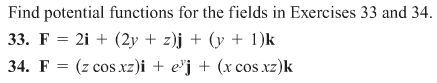 Find potential functions for the fields in Exercises 33 and 34.
33. F = 2i + (2y + z)j + (y + 1)k
34. F = (z cos xz)i + eʸj + (x cos xz)k